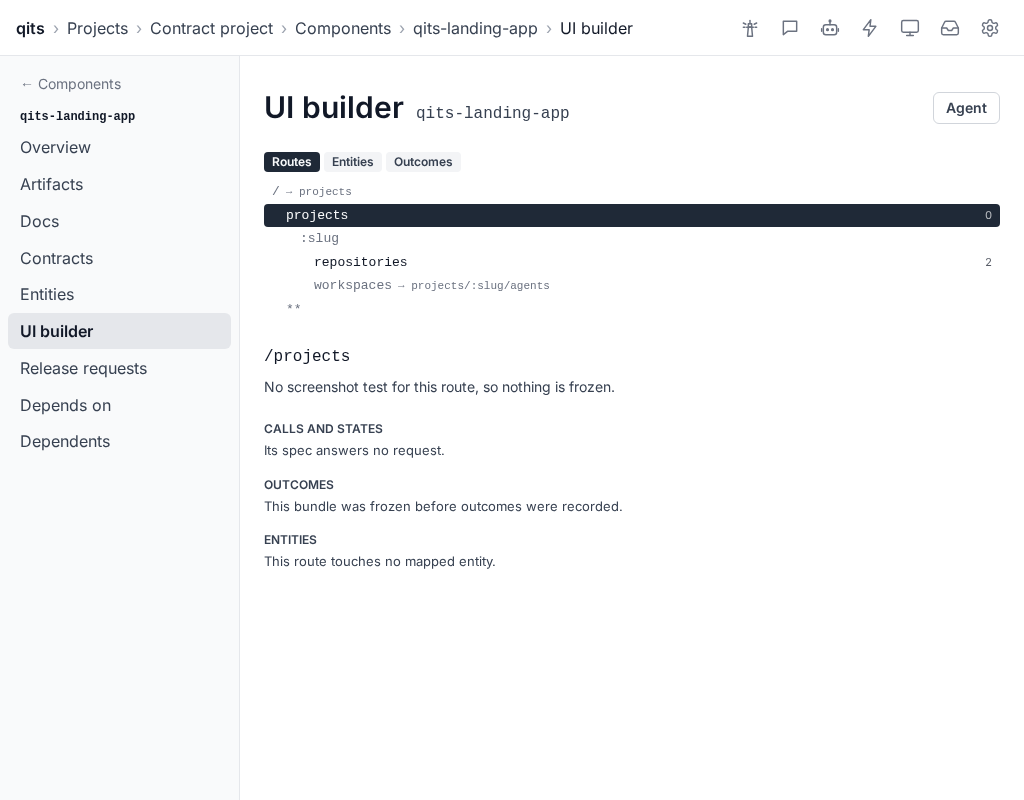 qits › Projects › Contract project › Components › qits-landing-app › UI builder
← Components
qits-landing-app
Overview
Artifacts
Docs
Contracts
Entities
UI builder
Release requests
Depends on
Dependents
UI builder qits-landing-app
Agent
Routes Entities Outcomes
/ → projects
projects 0
:slug
repositories 2
workspaces → projects/:slug/agents
**
/projects
No screenshot test for this route, so nothing is frozen.
CALLS AND STATES
Its spec answers no request.
OUTCOMES
This bundle was frozen before outcomes were recorded.
ENTITIES
This route touches no mapped entity.